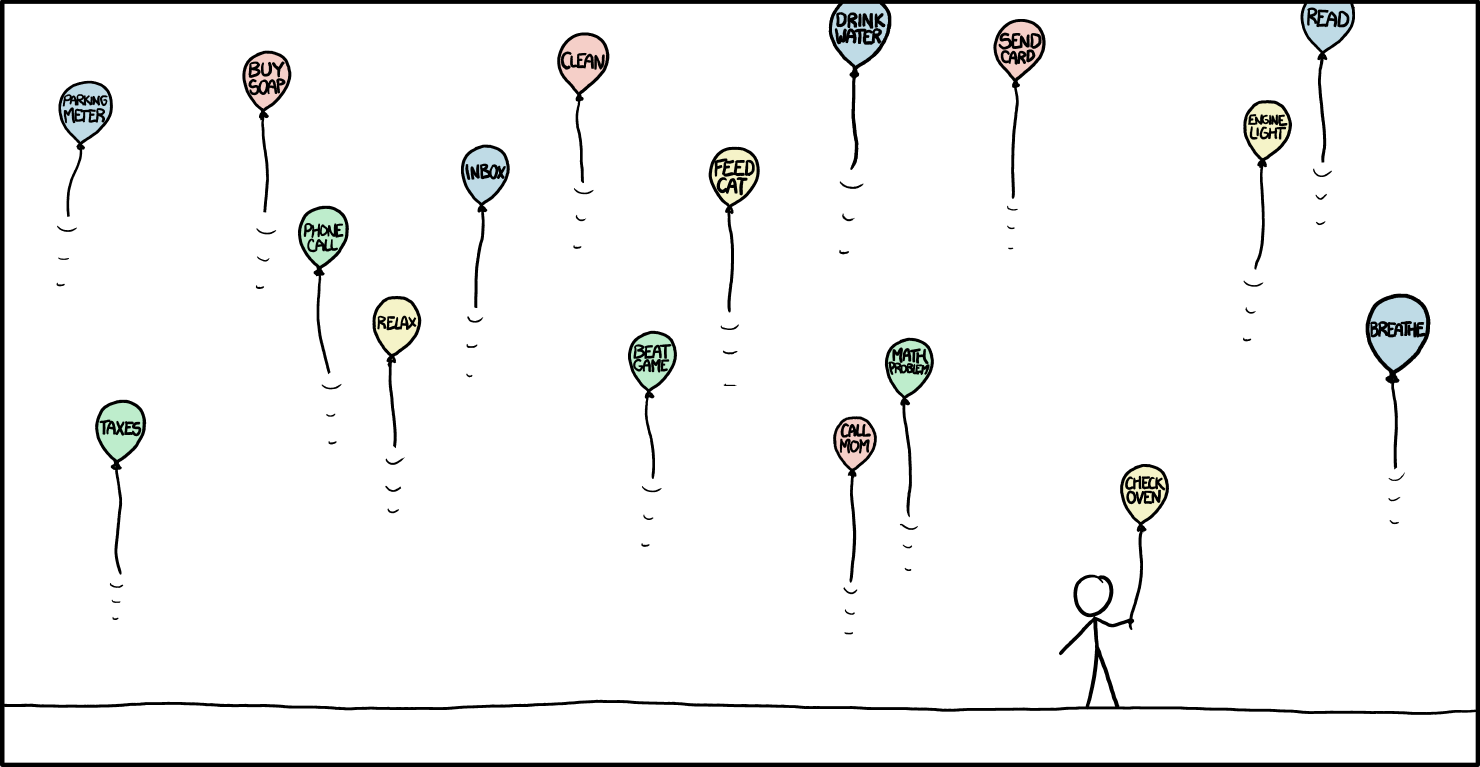 DRINK
WATER
READ
SEND
CARD
CLEAN
BUY
SOAP
PARKING
METER
ENGINE
LIGHT
INBOX
FEED
CAT
PHONE
CALL
RELAX
BREATHE
BEAT
GAME
MATH
PROBLEM
TAXES
CALL
MOM
CHECK
OVEN